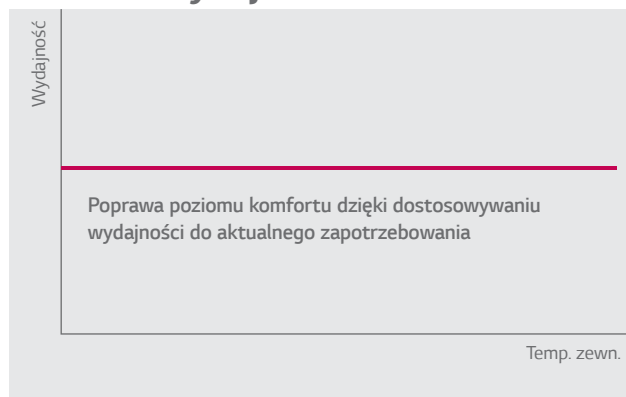 Wydajność
Poprawa poziomu komfortu dzięki dostosowywaniu
wydajności do aktualnego zapotrzebowania
Temp. zewn.